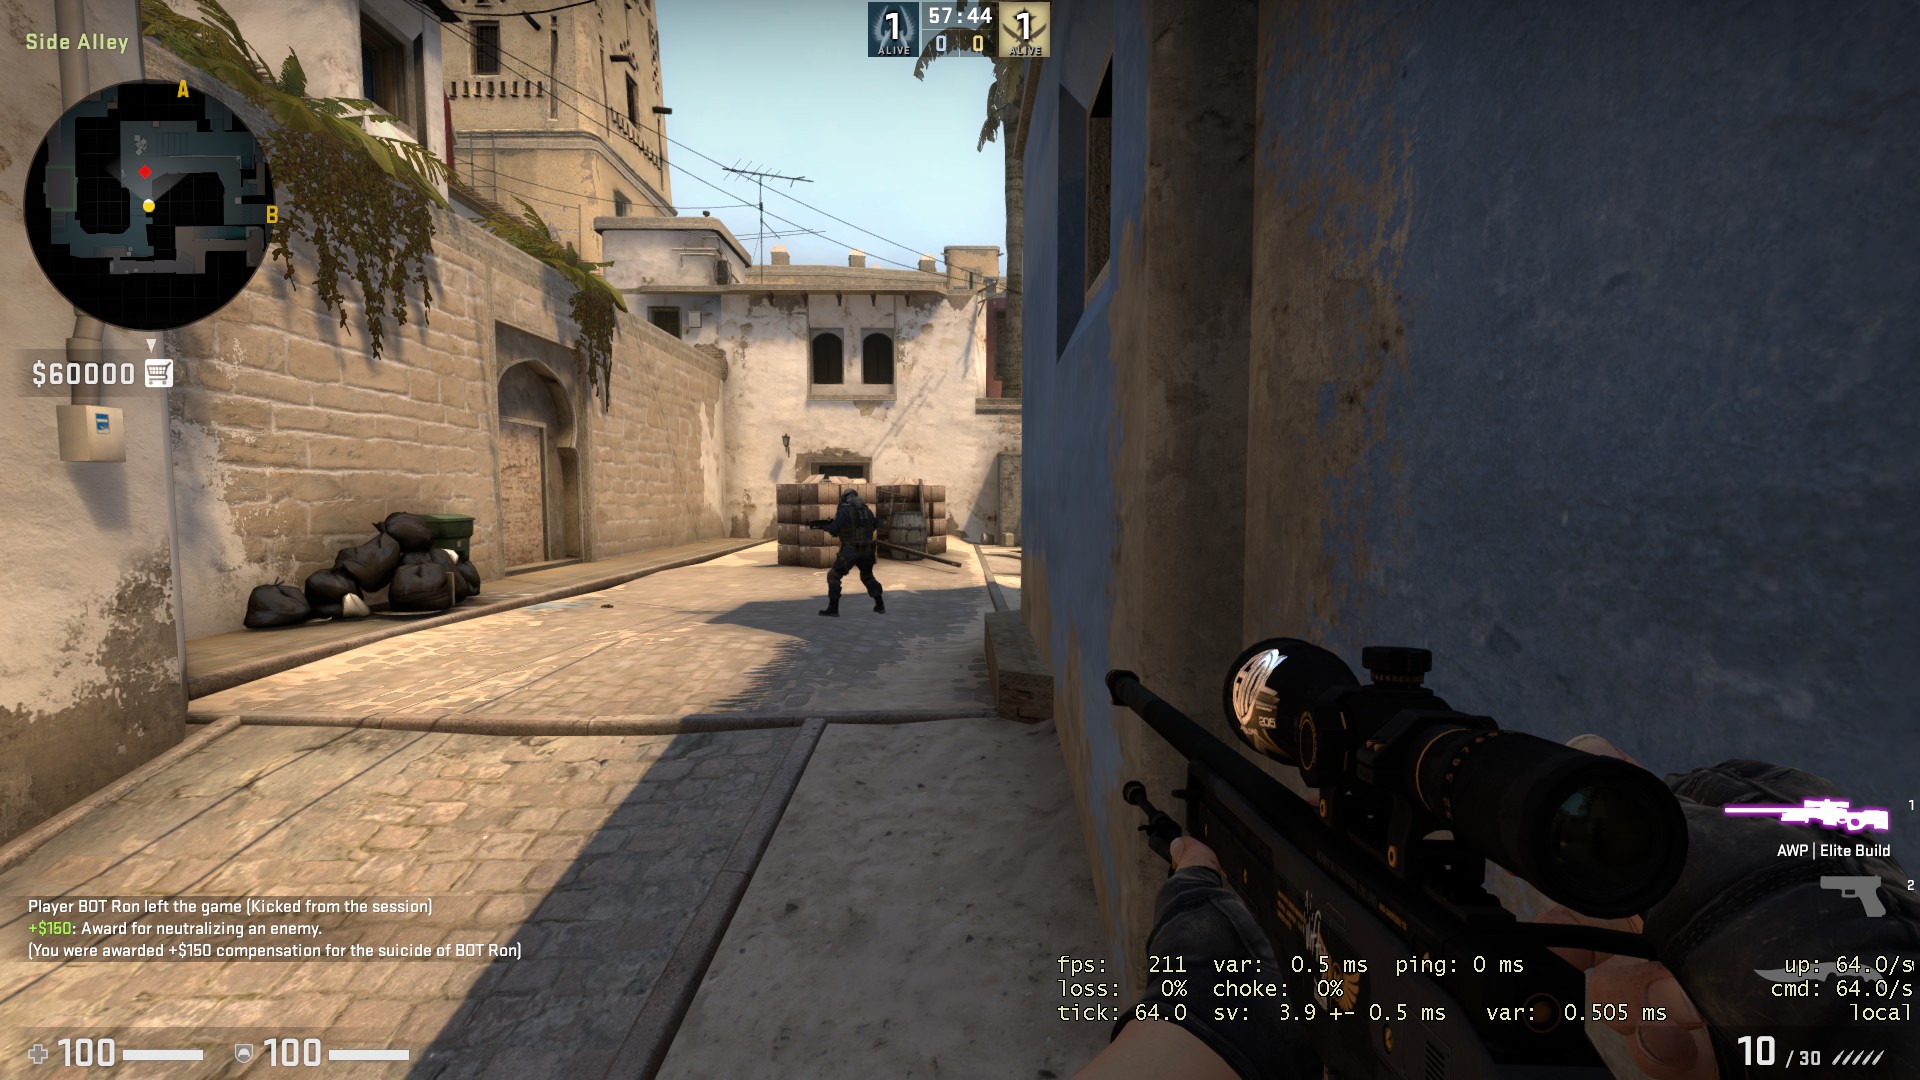 Side Alley
1 57:44 1
ALIVE 0 0 ALIVE
A
B
$60000
2015
1
AWP | Elite Build
2
Player BOT Ron left the game (Kicked from the session)
+$150: Award for neutralizing an enemy.
(You were awarded +$150 compensation for the suicide of BOT Ron)
fps: 211 var: 0.5 ms ping: 0 ms
loss: 0% choke: 0%
tick: 64.0 sv: 3.9 +- 0.5 ms var: 0.505 ms
up: 64.0/s
cmd: 64.0/s
local
100 100
10 / 30